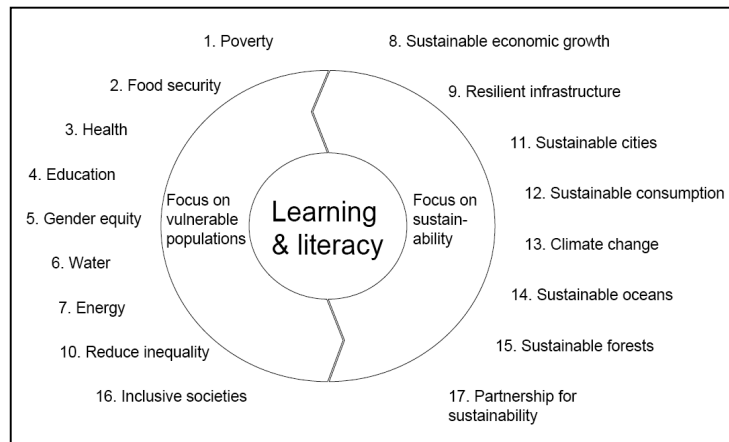 1. Poverty
2. Food security
3. Health
4. Education
5. Gender equity
6. Water
7. Energy
10. Reduce inequality
16. Inclusive societies
Focus on
vulnerable
populations
Learning
& literacy
Focus on
sustain-
ability
8. Sustainable economic growth
9. Resilient infrastructure
11. Sustainable cities
12. Sustainable consumption
13. Climate change
14. Sustainable oceans
15. Sustainable forests
17. Partnership for
sustainability